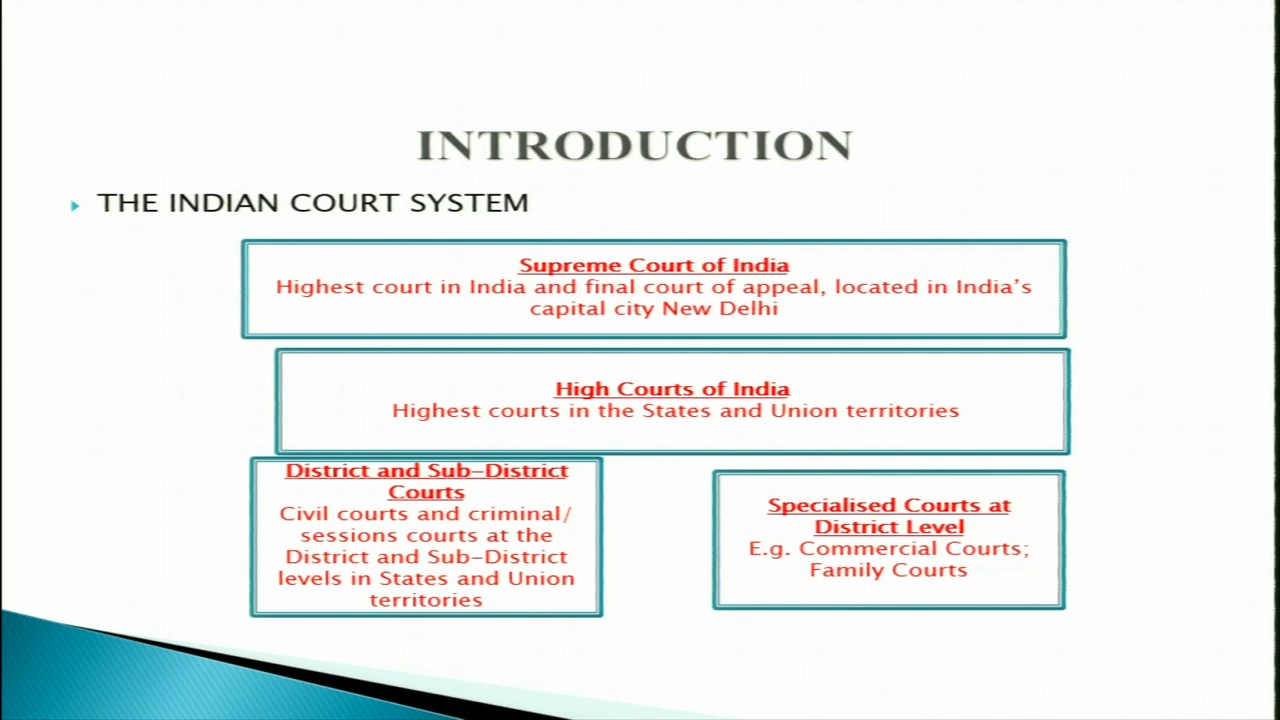 INTRODUCTION
THE INDIAN COURT SYSTEM
Supreme Court of India
Highest court in India and final court of appeal, located in India's
capital city New Delhi
High Courts of India
Highest courts in the States and Union territories
District and Sub-District
Courts
Civil courts and criminal/
sessions courts at the
District and Sub-District
levels in States and Union
territories
Specialised Courts at
District Level
E.g. Commercial Courts;
Family Courts